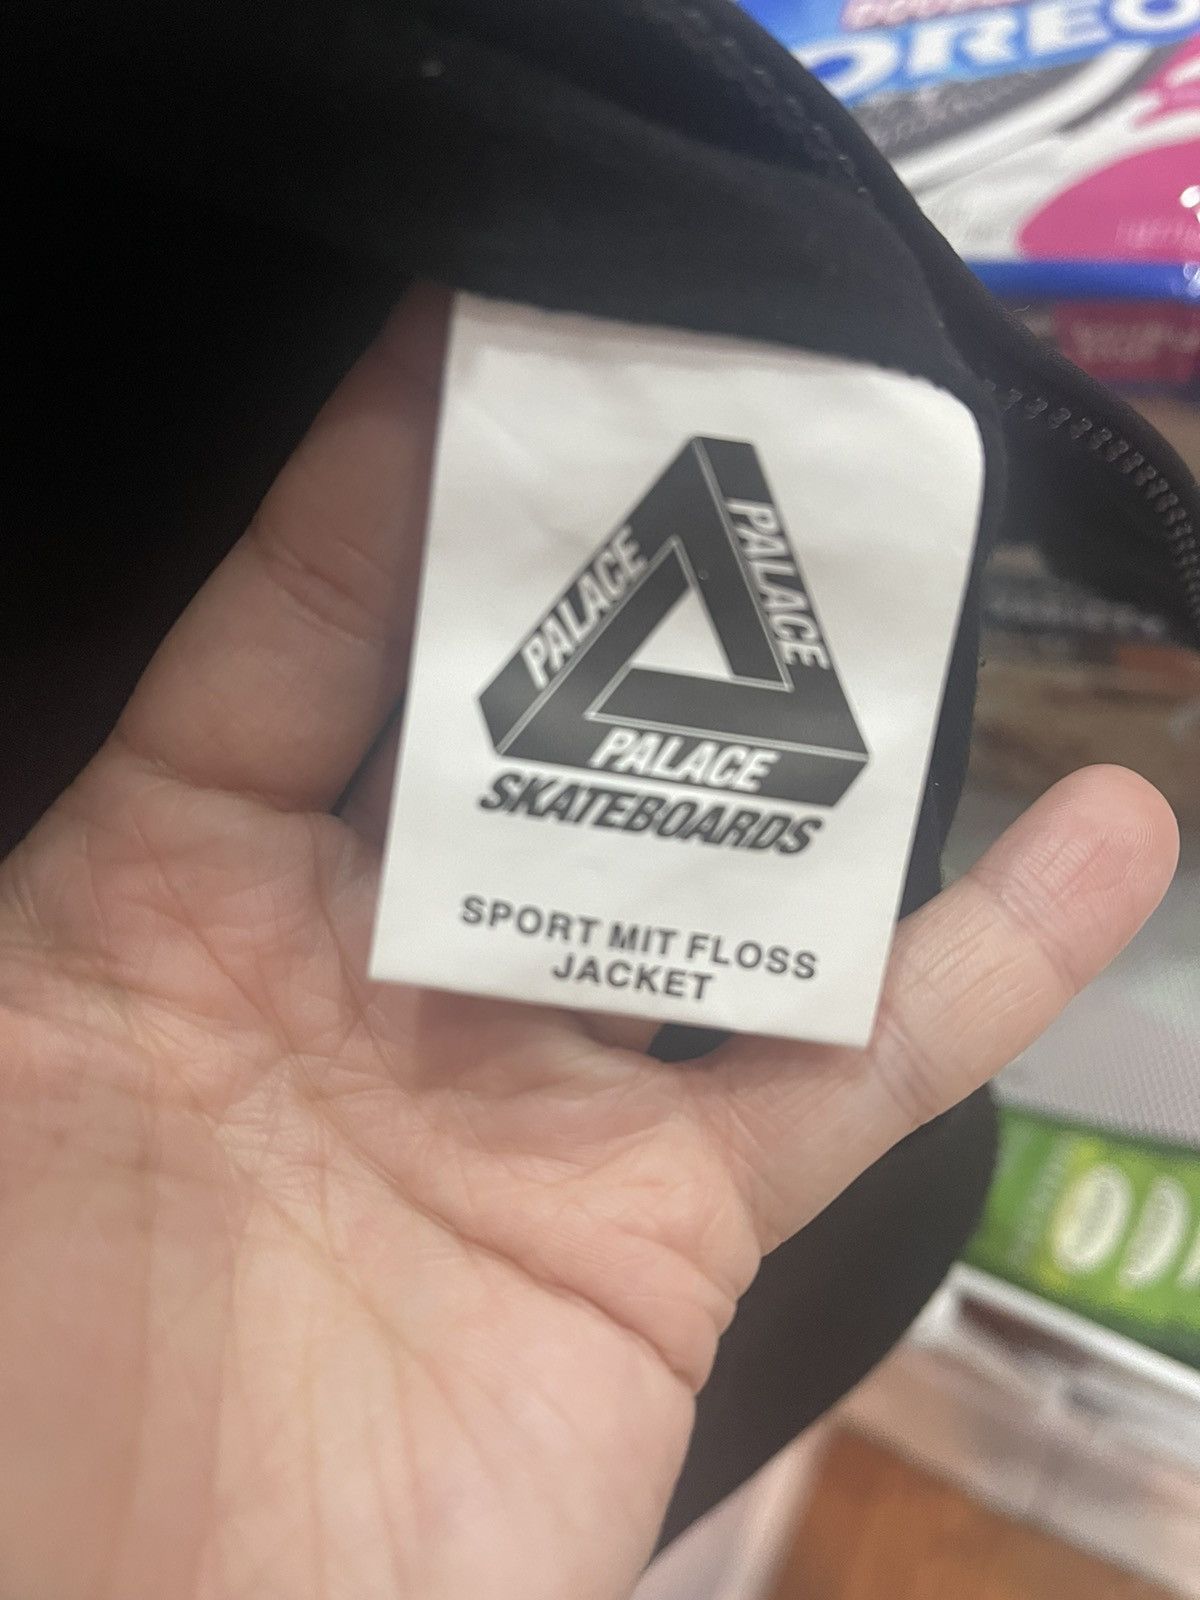 OREO
PALACE
PALACE
PALACE
SKATEBOARDS
SPORT MIT FLOSS
JACKET